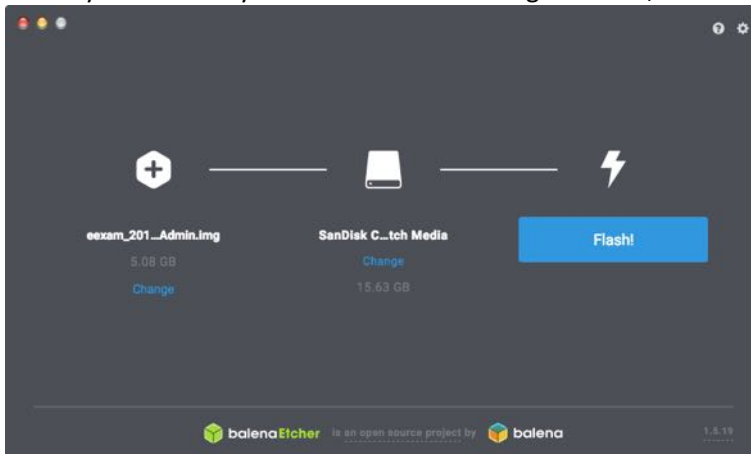 eexam_201...Admin.img
SanDisk C...tch Media
Flash!
5.08 GB
Change
Change
15.63 GB
balenaEtcher is an open source project by balena
1.5.19